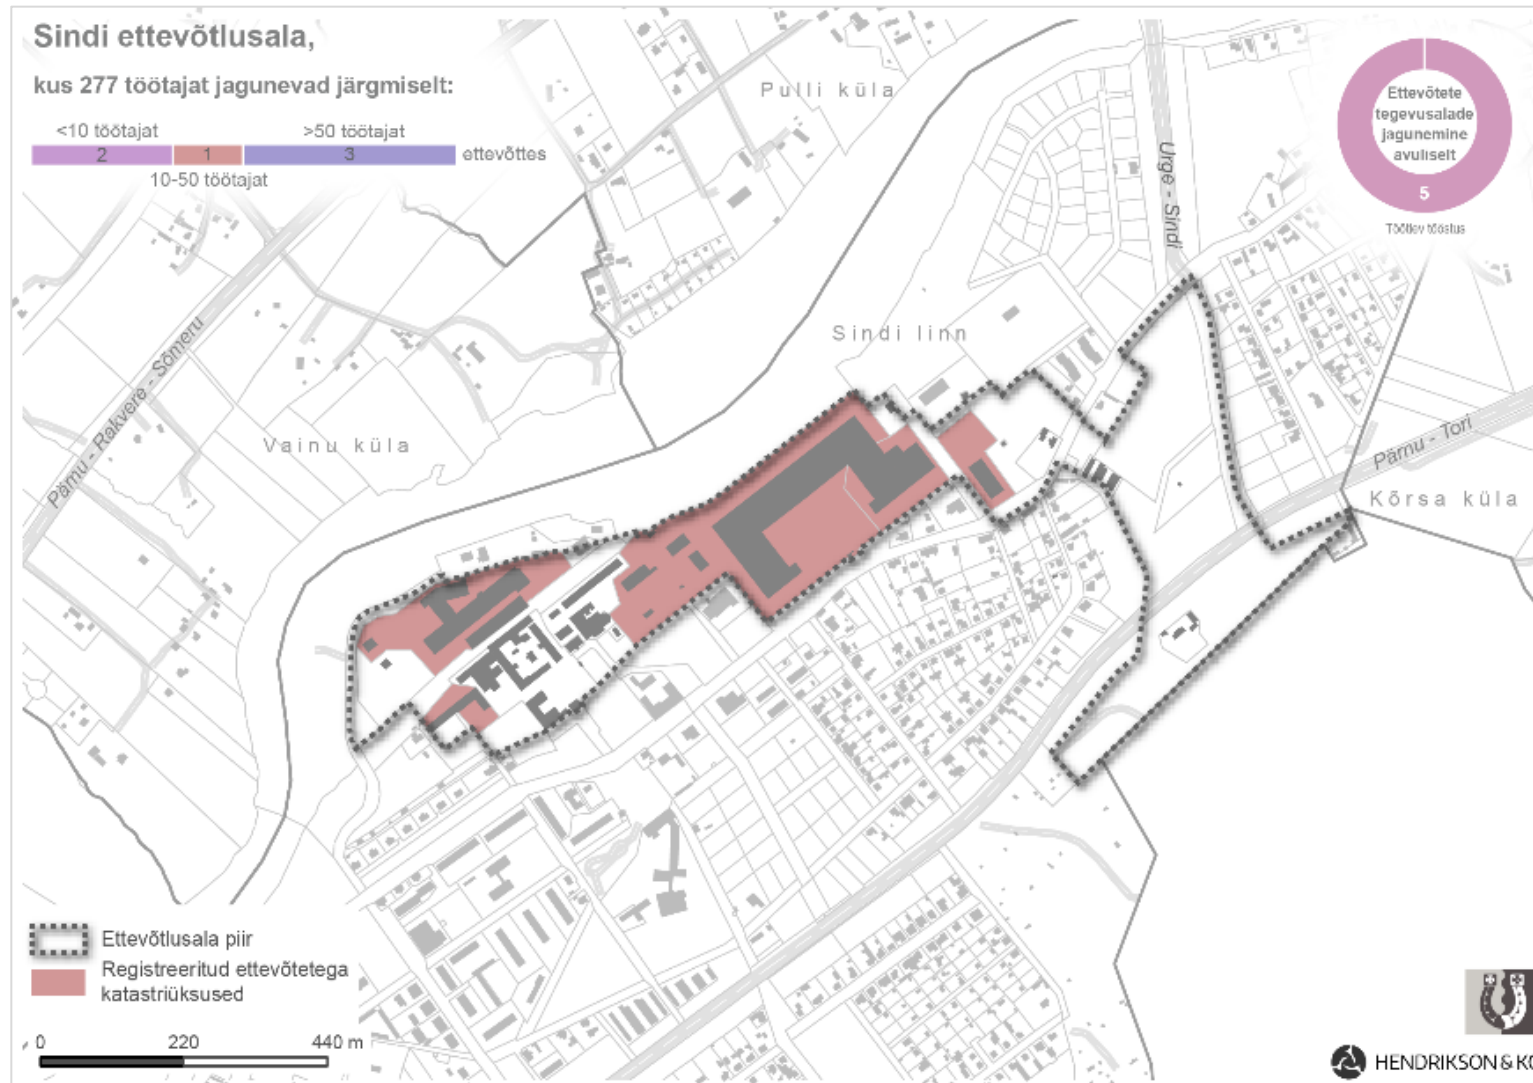 Sindi ettevõtlusala,
kus 277 töötajat jagunevad järgmiselt:
<10 töötajat
>50 töötajat
2
1
3
ettevõttes
10-50 töötajat
Ettevõtete
tegevusalade
jagunemine
avuliselt
5
Töötlev tööstus
Pulli küla
Urge - Sindi
Sindi linn
Pärnu - Rakvere - Sõmeru
Vainu küla
Pärnu - Tori
Kõrsa küla
Ettevõtlusala piir
Registreeritud ettevõtetega
katastriüksused
0
220
440 m
HENDRIKSON & KO